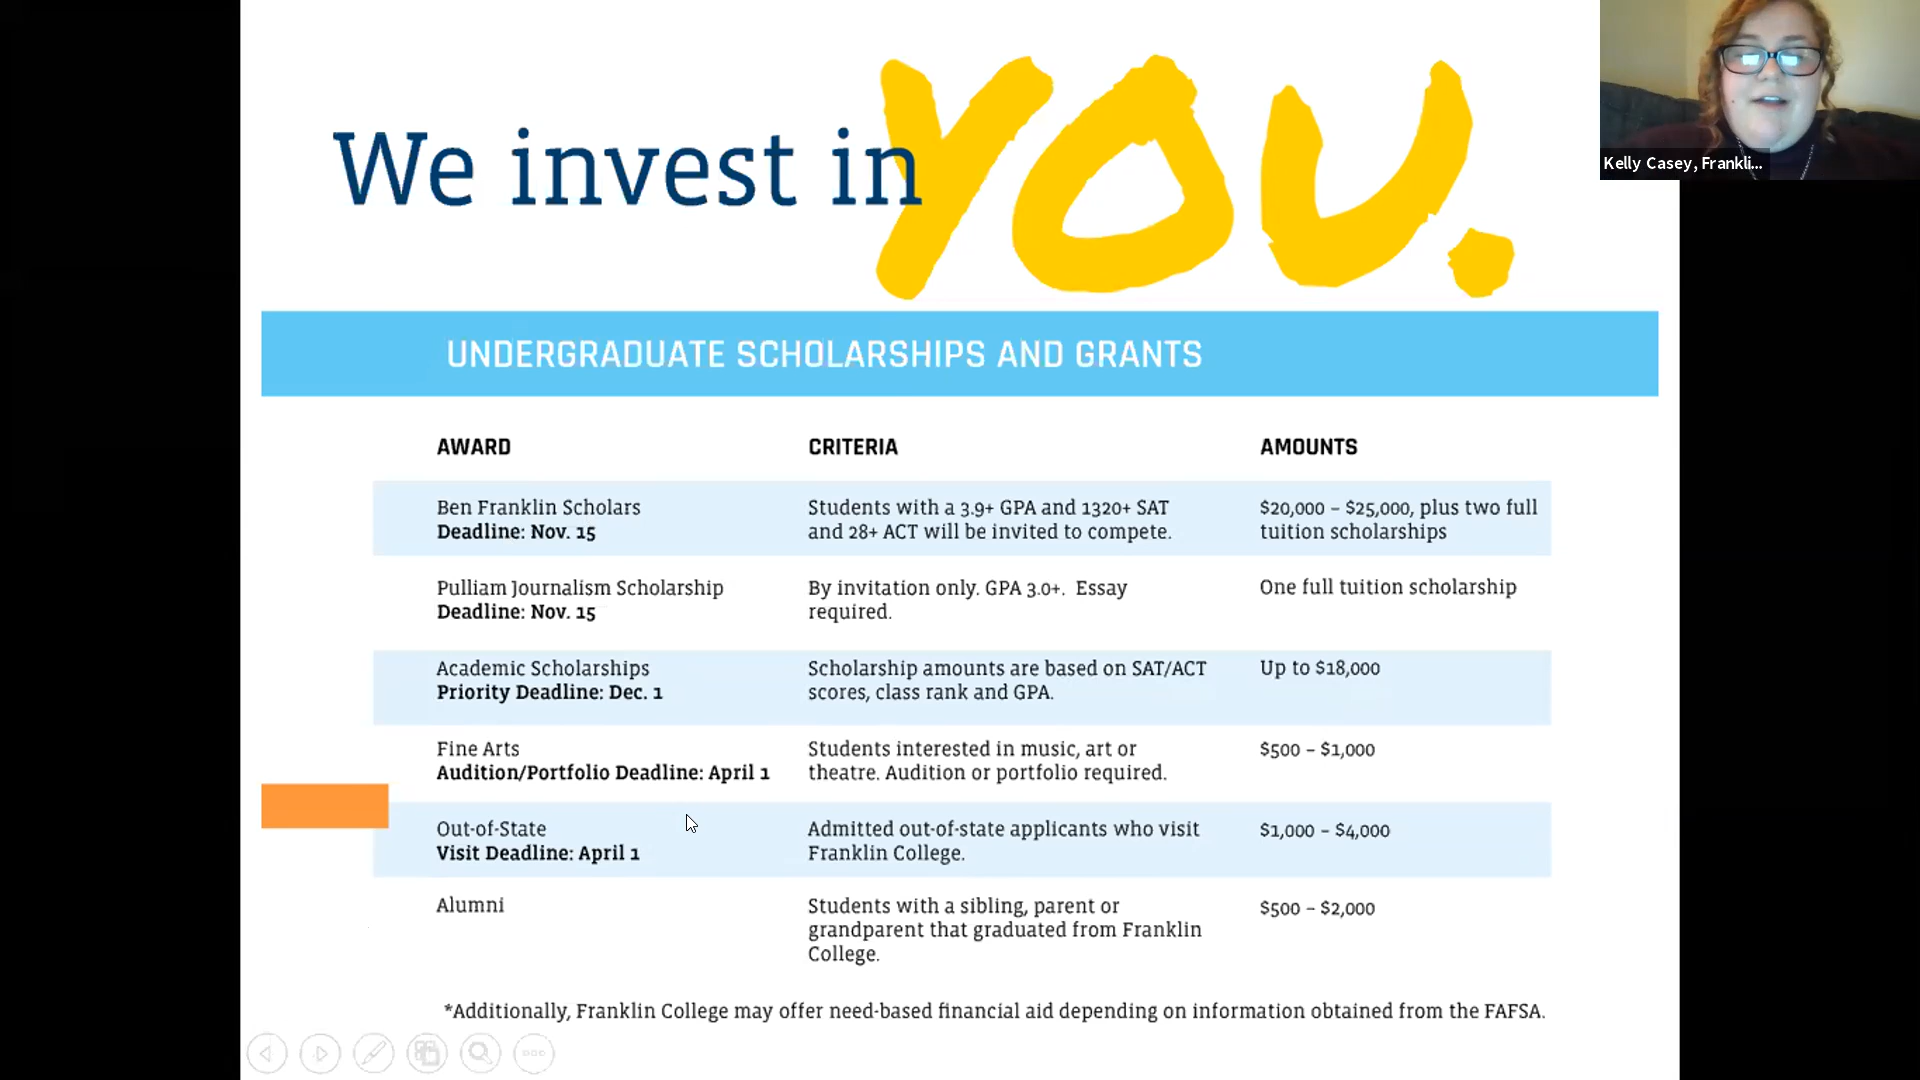 We invest in YOU.
Kelly Casey, Frankli...
UNDERGRADUATE SCHOLARSHIPS AND GRANTS
AWARD CRITERIA AMOUNTS
Ben Franklin Scholars
Deadline: Nov. 15
Students with a 3.9+ GPA and 1320+ SAT
and 28+ ACT will be invited to compete.
$20,000 – $25,000, plus two full
tuition scholarships
Pulliam Journalism Scholarship
Deadline: Nov. 15
By invitation only. GPA 3.0+.  Essay
required.
One full tuition scholarship
Academic Scholarships
Priority Deadline: Dec. 1
Scholarship amounts are based on SAT/ACT
scores, class rank and GPA.
Up to $18,000
Fine Arts
Audition/Portfolio Deadline: April 1
Students interested in music, art or
theatre. Audition or portfolio required.
$500 – $1,000
Out-of-State
Visit Deadline: April 1
Admitted out-of-state applicants who visit
Franklin College.
$1,000 – $4,000
Alumni
Students with a sibling, parent or
grandparent that graduated from Franklin
College.
$500 – $2,000
*Additionally, Franklin College may offer need-based financial aid depending on information obtained from the FAFSA.